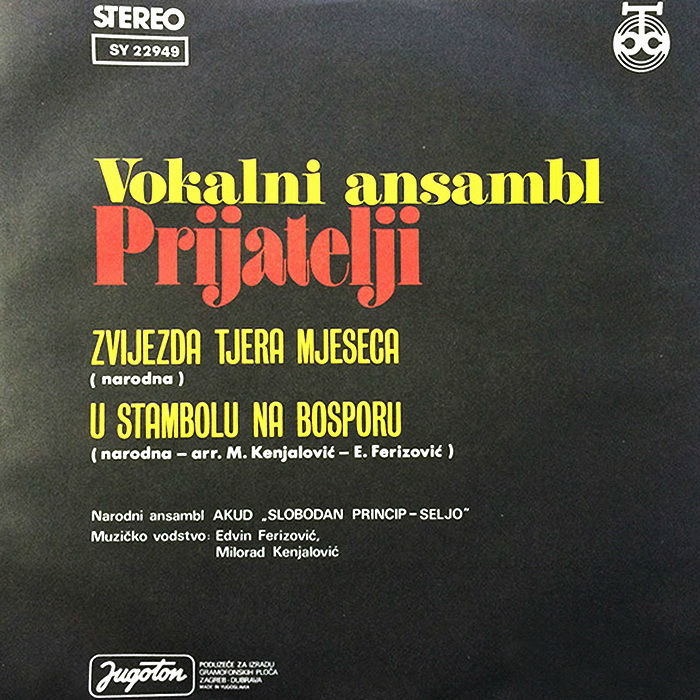 STEREO
SY 22949
Vokalni ansambl
Prijatelji
ZVIJEZDA TJERA MJESECA
( narodna )
U STAMBOLU NA BOSPORU
( narodna – arr. M. Kenjalović – E. Ferizović )
Narodni ansambl AKUD „SLOBODAN PRINCIP – SELJO”
Muzičko vodstvo: Edvin Ferizović,
Milorad Kenjalović
Jugoton
PODUZEĆE ZA IZRADU
GRAMOFONSKIH PLOČA
ZAGREB - DUBRAVA
MADE IN YUGOSLAVIA